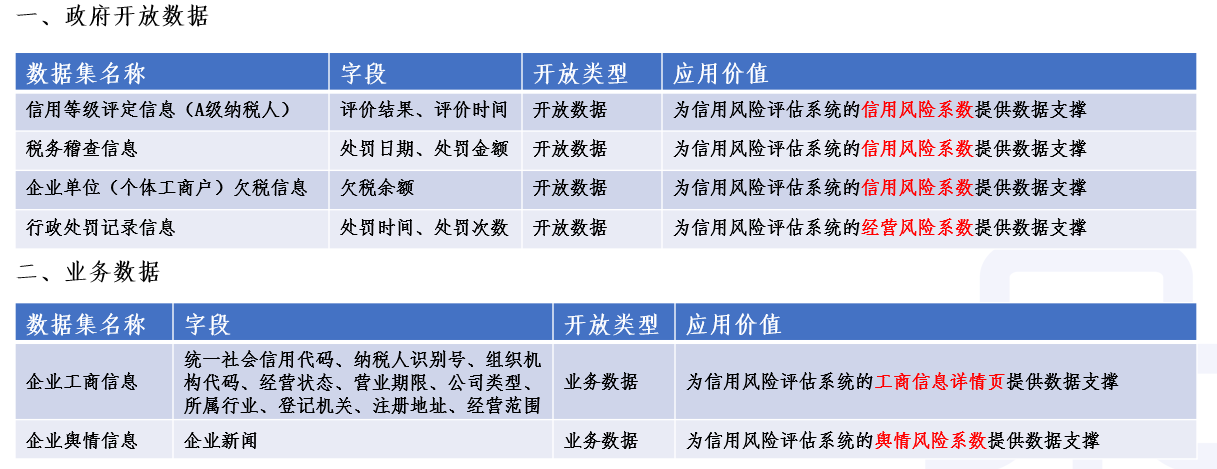 一、政府开放数据
数据集名称 字段 开放类型 应用价值
信用等级评定信息（A级纳税人） 评价结果、评价时间 开放数据 为信用风险评估系统的信用风险系数提供数据支撑
税务稽查信息 处罚日期、处罚金额 开放数据 为信用风险评估系统的信用风险系数提供数据支撑
企业单位（个体工商户）欠税信息 欠税余额 开放数据 为信用风险评估系统的信用风险系数提供数据支撑
行政处罚记录信息 处罚时间、处罚次数 开放数据 为信用风险评估系统的经营风险系数提供数据支撑
二、业务数据
数据集名称 字段 开放类型 应用价值
统一社会信用代码、纳税人识别号、组织机
企业工商信息 构代码、经营状态、营业期限、公司类型、 业务数据 为信用风险评估系统的工商信息详情页提供数据支撑
所属行业、登记机关、注册地址、经营范围
企业舆情信息 企业新闻 业务数据 为信用风险评估系统的舆情风险系数提供数据支撑